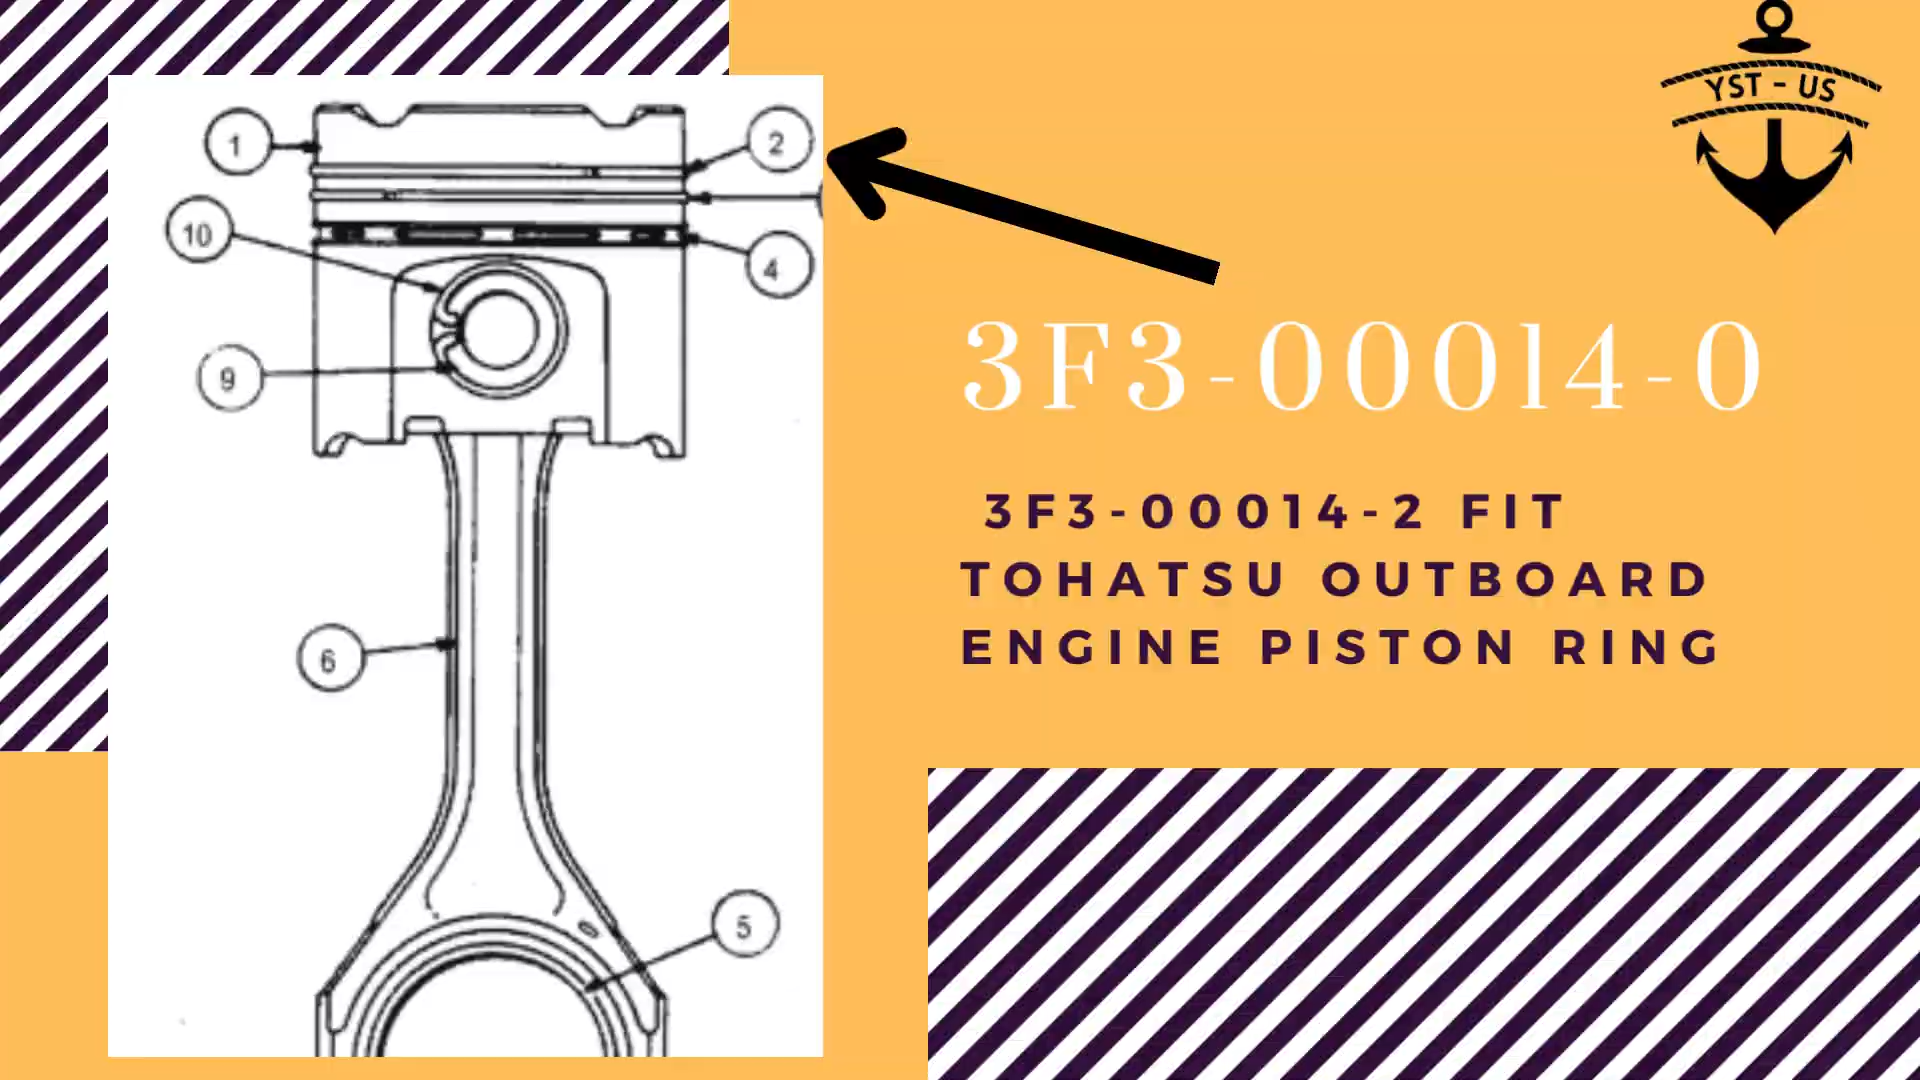 YST - US
1
2
10
4
9
6
5
3F3-00014-0
3F3-00014-2 FIT
TOHATSU OUTBOARD
ENGINE PISTON RING